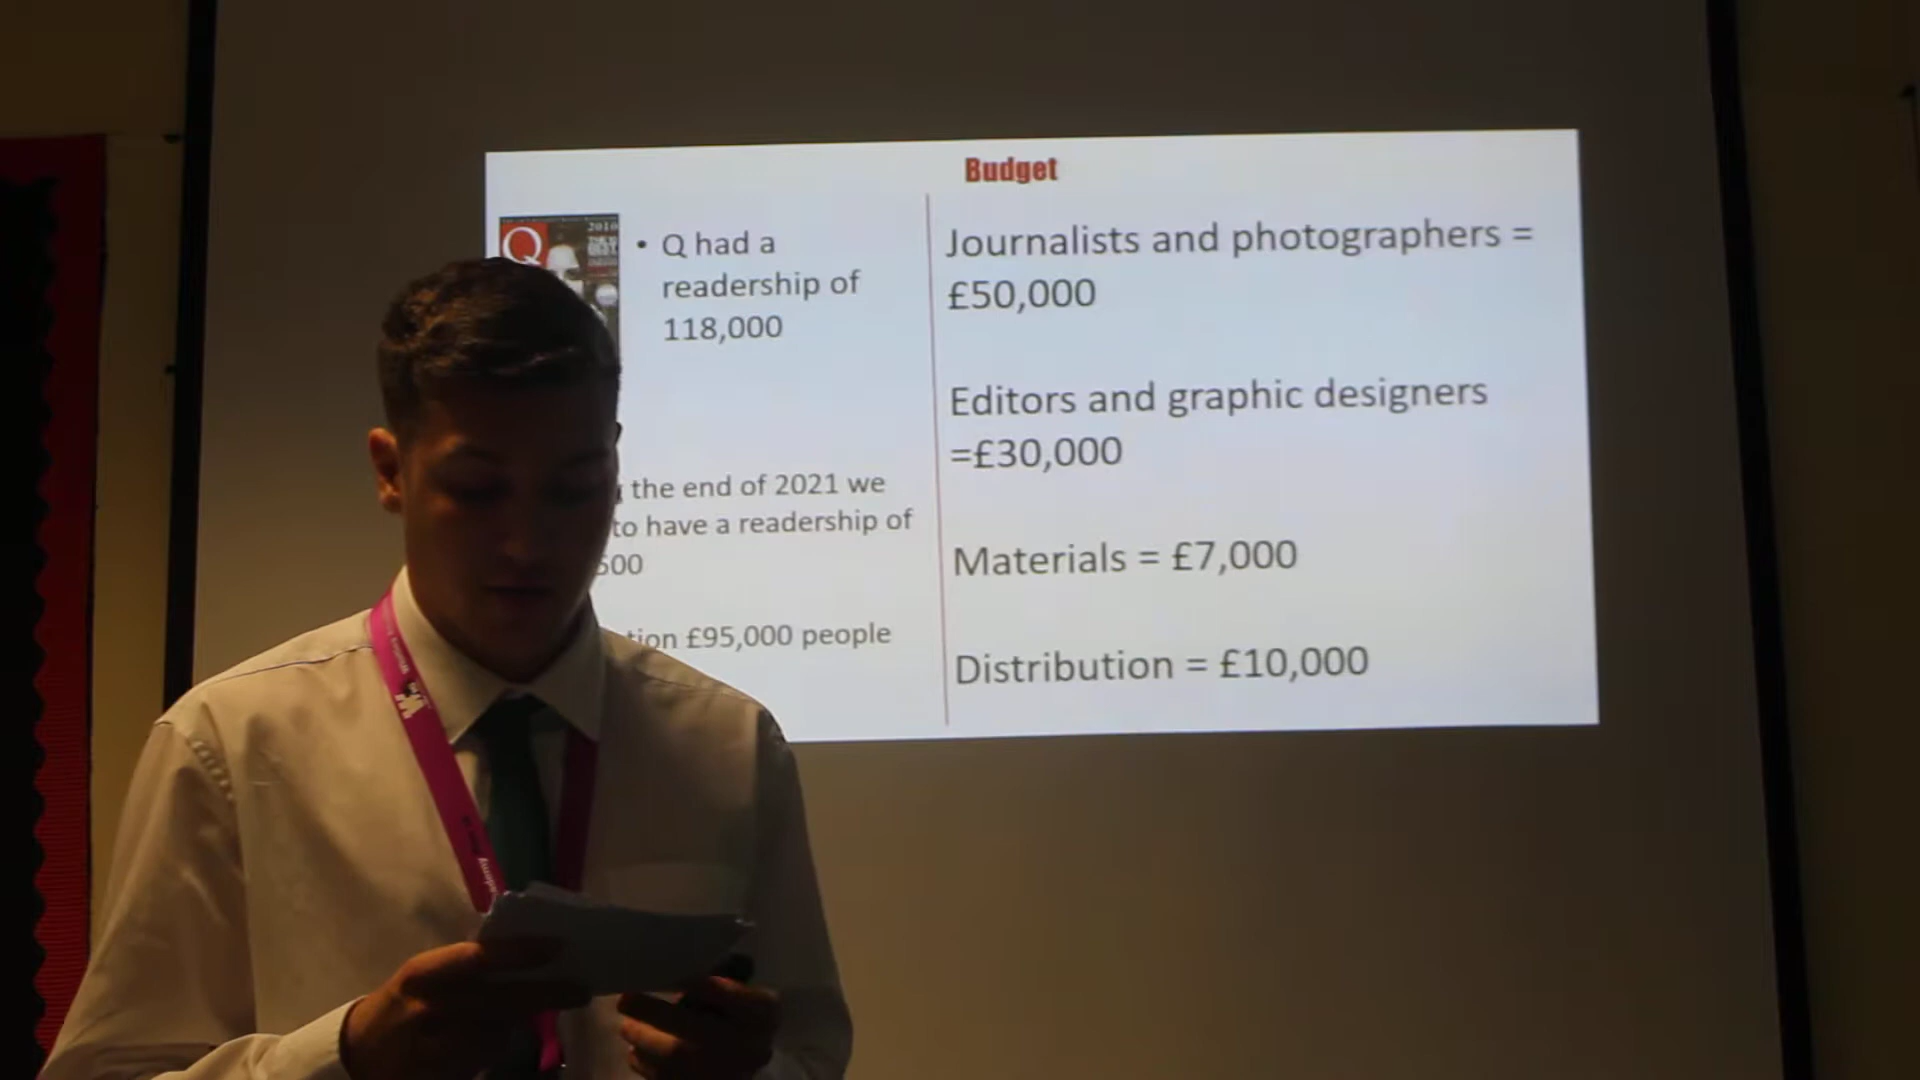 Budget
Q
2010
• Q had a
readership of
118,000
the end of 2021 we
to have a readership of
500
£95,000 people
Journalists and photographers =
£50,000
Editors and graphic designers
=£30,000
Materials = £7,000
Distribution = £10,000